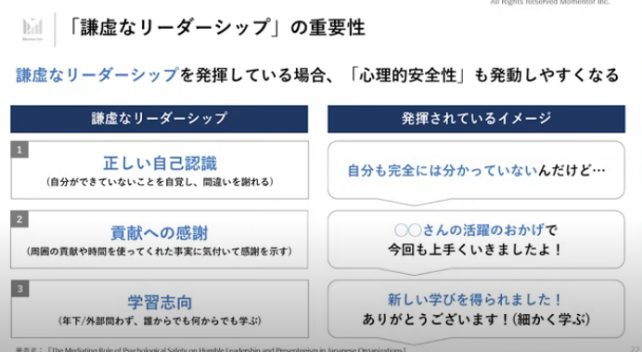 All Rights Reserved Momentor Inc.
Momentor
「謙虚なリーダーシップ」の重要性
謙虚なリーダーシップを発揮している場合、「心理的安全性」も発動しやすくなる
謙虚なリーダーシップ
発揮されているイメージ
1
正しい自己認識
(自分ができていないことを自覚し、間違いを謝れる)
自分も完全には分かっていないんだけど…
2
貢献への感謝
(周囲の貢献や時間を使ってくれた事実に気付いて感謝を示す)
◯◯さんの活躍のおかげで
今回も上手くいきましたよ！
3
学習志向
(年下/外部問わず、誰からでも何からでも学ぶ)
新しい学びを得られました！
ありがとうございます！(細かく学ぶ)
「The Mediating Role of Psychological Safety on Humble Leadership and Presenteeism in Japanese Organizations」